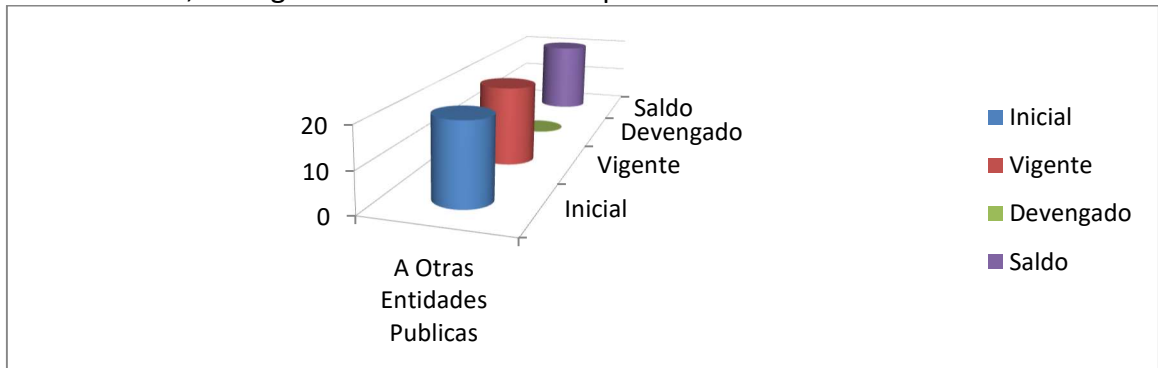 20
10
0
Saldo
Devengado
Vigente
Inicial
A Otras
Entidades
Publicas
Inicial
Vigente
Devengado
Saldo